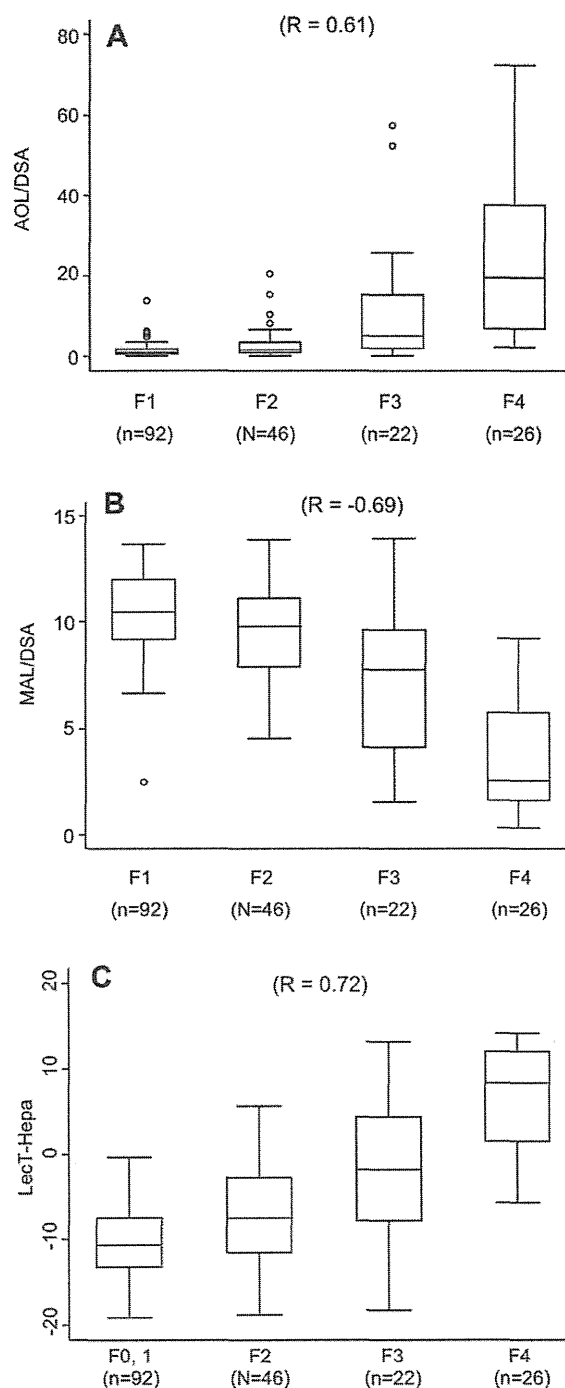 A
(R = 0.61)
80
60
40
20
0
AOL/DSA
F1 F2 F3 F4
(n=92) (N=46) (n=22) (n=26)
B
(R = -0.69)
15
10
5
0
MAL/DSA
F1 F2 F3 F4
(n=92) (N=46) (n=22) (n=26)
C
(R = 0.72)
20
10
0
-10
-20
LecT-Hepa
F0, 1 F2 F3 F4
(n=92) (N=46) (n=22) (n=26)